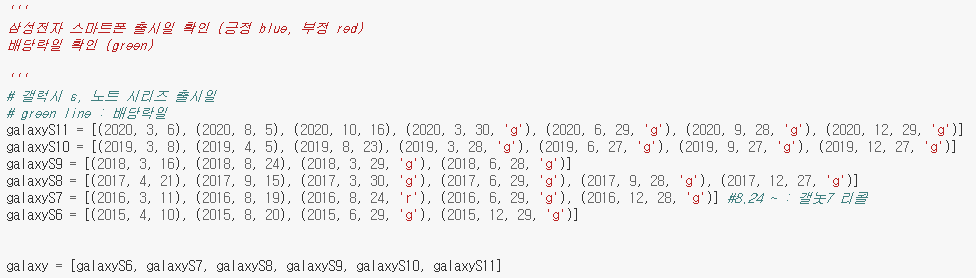 '''
삼성전자 스마트폰 출시일 확인 (긍정 blue, 부정 red)
배당락일 확인 (green)
'''
# 갤럭시 s, 노트 시리즈 출시일
# green line : 배당락일
galaxyS11 = [(2020, 3, 6), (2020, 8, 5), (2020, 10, 16), (2020, 3, 30, 'g'), (2020, 6, 29, 'g'), (2020, 9, 28, 'g'), (2020, 12, 29, 'g')]
galaxyS10 = [(2019, 3, 8), (2019, 4, 5), (2019, 8, 23), (2019, 3, 28, 'g'), (2019, 6, 27, 'g'), (2019, 9, 27, 'g'), (2019, 12, 27, 'g')]
galaxyS9 = [(2018, 3, 16), (2018, 8, 24), (2018, 3, 29, 'g'), (2018, 6, 28, 'g')]
galaxyS8 = [(2017, 4, 21), (2017, 9, 15), (2017, 3, 30, 'g'), (2017, 6, 29, 'g'), (2017, 9, 28, 'g'), (2017, 12, 27, 'g')]
galaxyS7 = [(2016, 3, 11), (2016, 8, 19), (2016, 8, 24, 'r'), (2016, 6, 29, 'g'), (2016, 12, 28, 'g')] #8.24 ~ : 갤놋7 리콜
galaxyS6 = [(2015, 4, 10), (2015, 8, 20), (2015, 6, 29, 'g'), (2015, 12, 29, 'g')]
galaxy = [galaxyS6, galaxyS7, galaxyS8, galaxyS9, galaxyS10, galaxyS11]